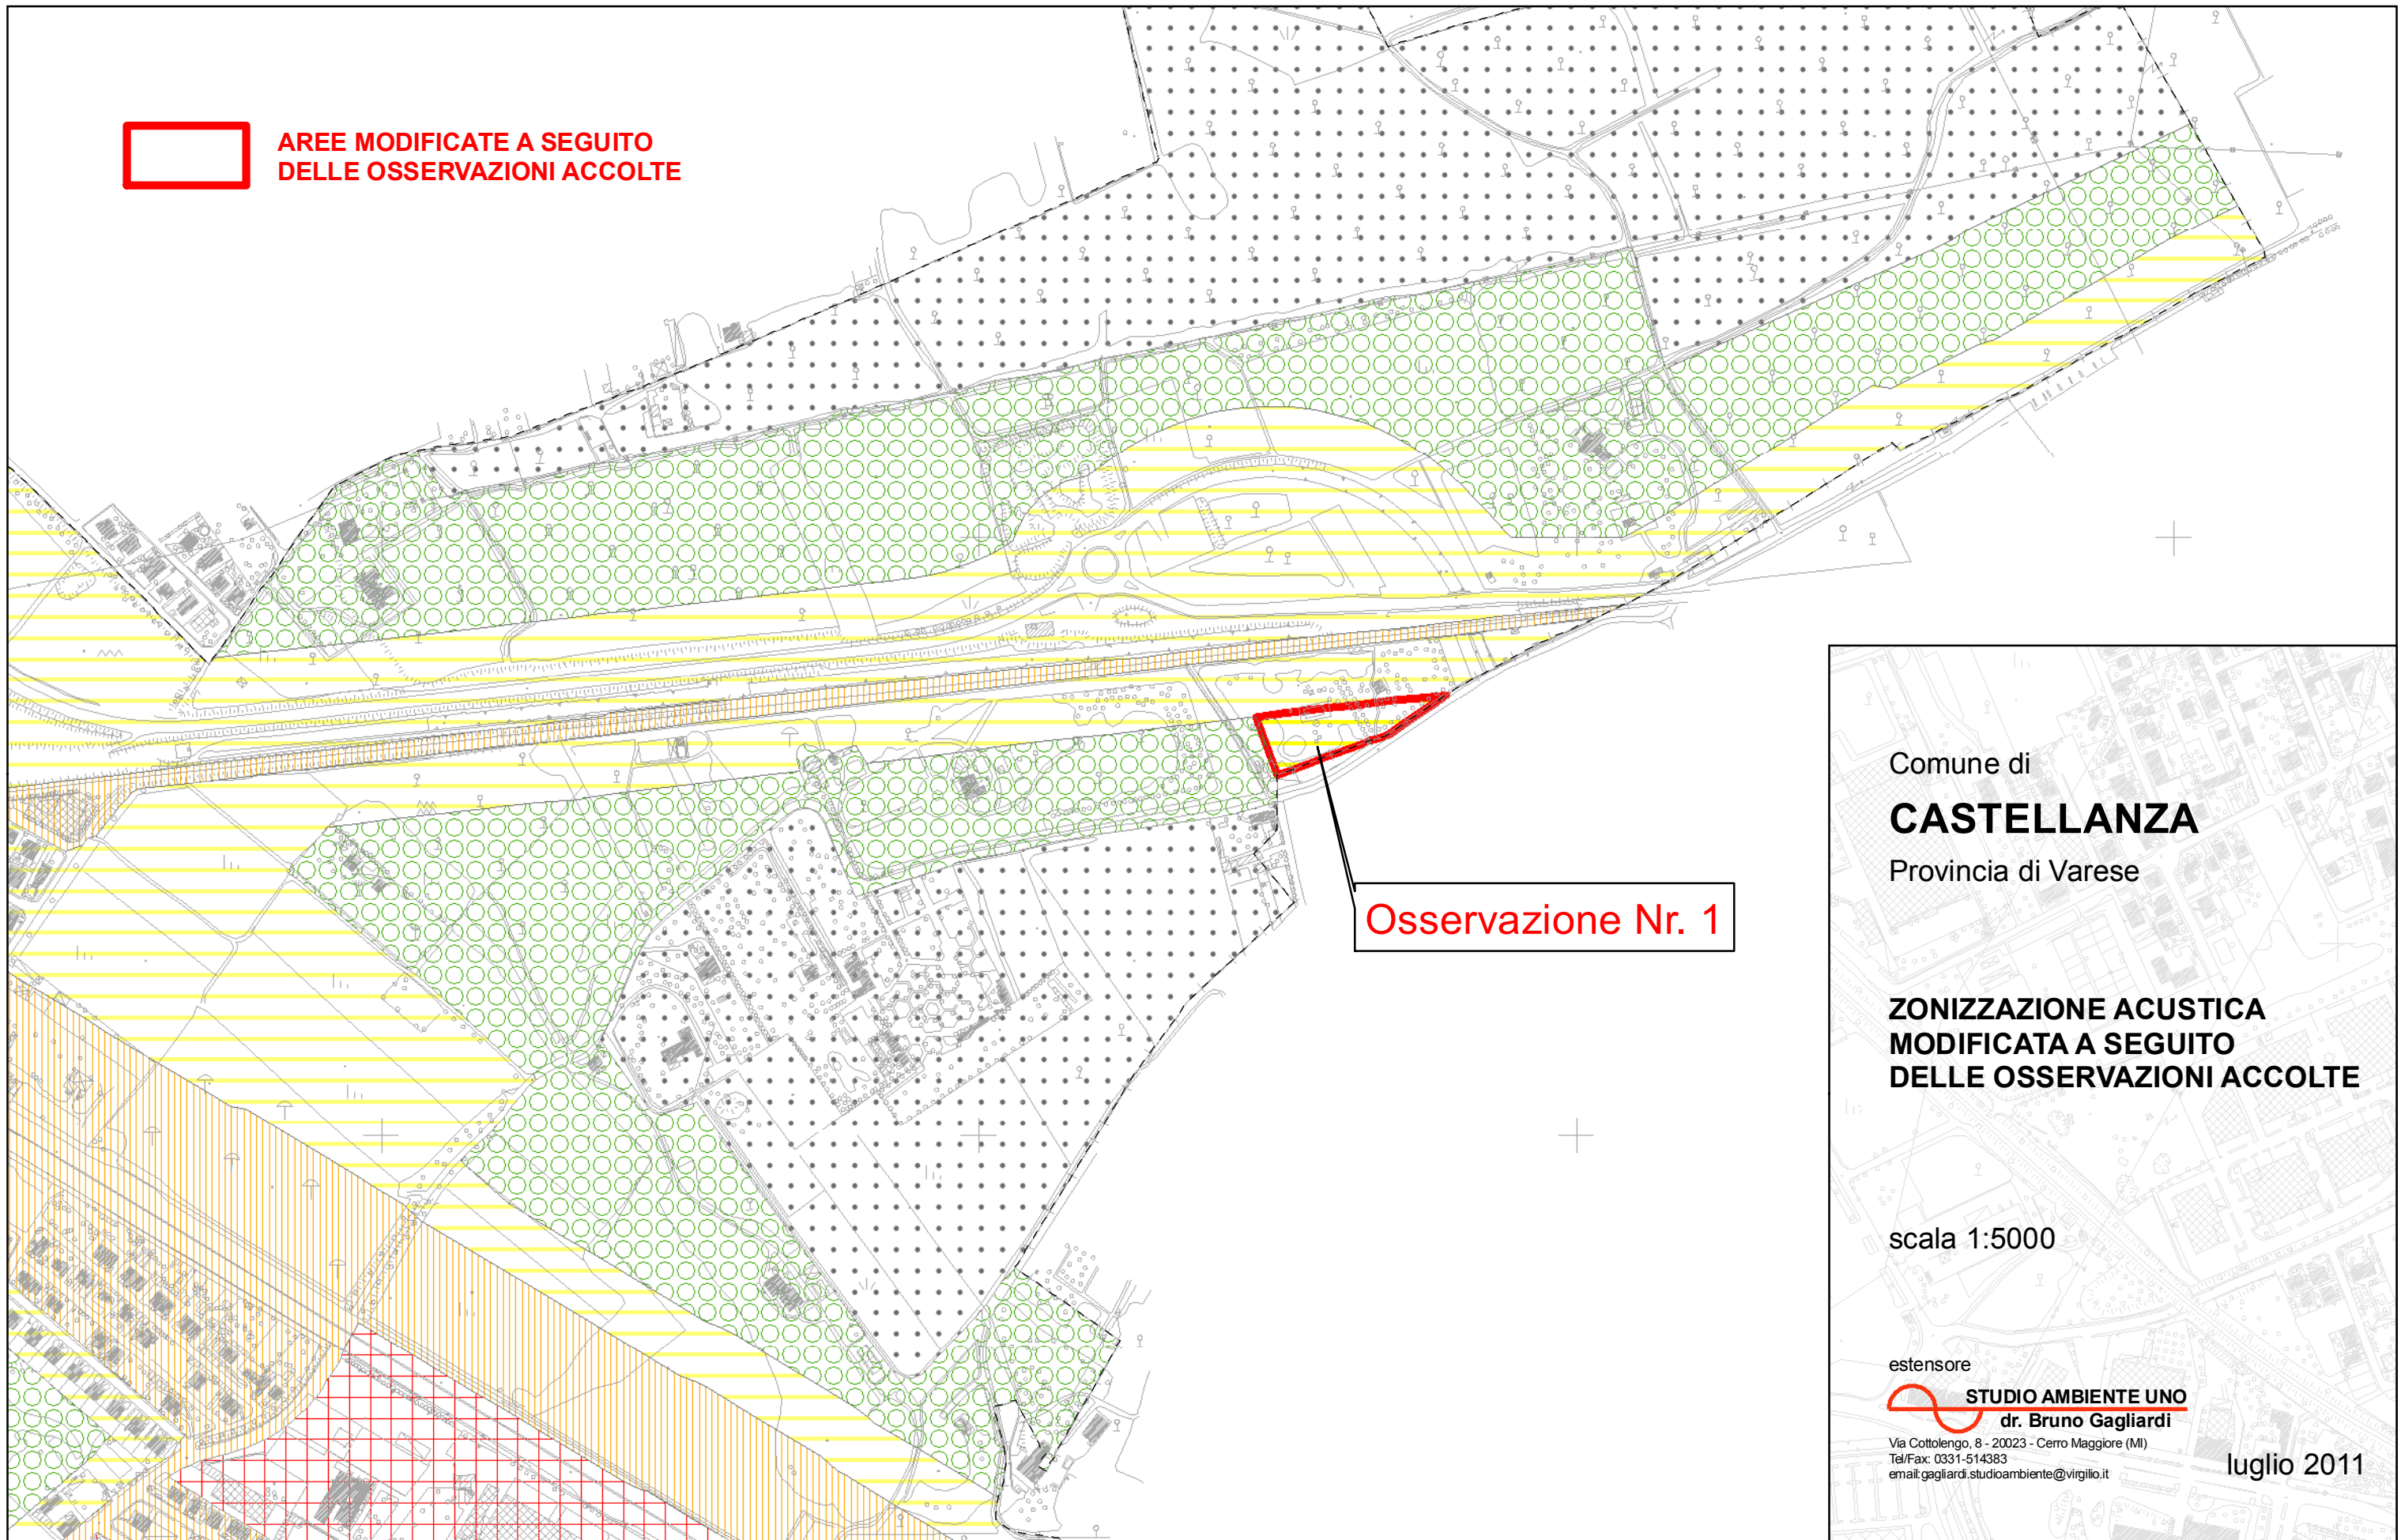 AREE MODIFICATE A SEGUITO
DELLE OSSERVAZIONI ACCOLTE
Osservazione Nr. 1
Comune di
CASTELLANZA
Provincia di Varese
ZONIZZAZIONE ACUSTICA
MODIFICATA A SEGUITO
DELLE OSSERVAZIONI ACCOLTE
scala 1:5000
estensore
STUDIO AMBIENTE UNO
dr. Bruno Gagliardi
Via Cottolengo, 8 - 20023 - Cerro Maggiore (MI)
Tel/Fax: 0331-514383
email:gagliardi.studioambiente@virgilio.it
luglio 2011